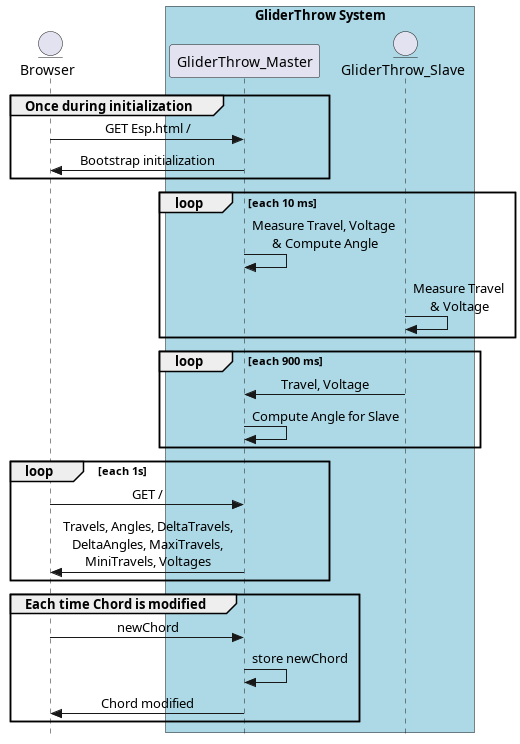 GliderThrow System
Browser
GliderThrow_Master
GliderThrow_Slave
Once during initialization
GET Esp.html /
Bootstrap initialization
loop [each 10 ms]
Measure Travel, Voltage
& Compute Angle
Measure Travel
& Voltage
loop [each 900 ms]
Travel, Voltage
Compute Angle for Slave
loop [each 1s]
GET /
Travels, Angles, DeltaTravels,
DeltaAngles, MaxiTravels,
MiniTravels, Voltages
Each time Chord is modified
newChord
store newChord
Chord modified